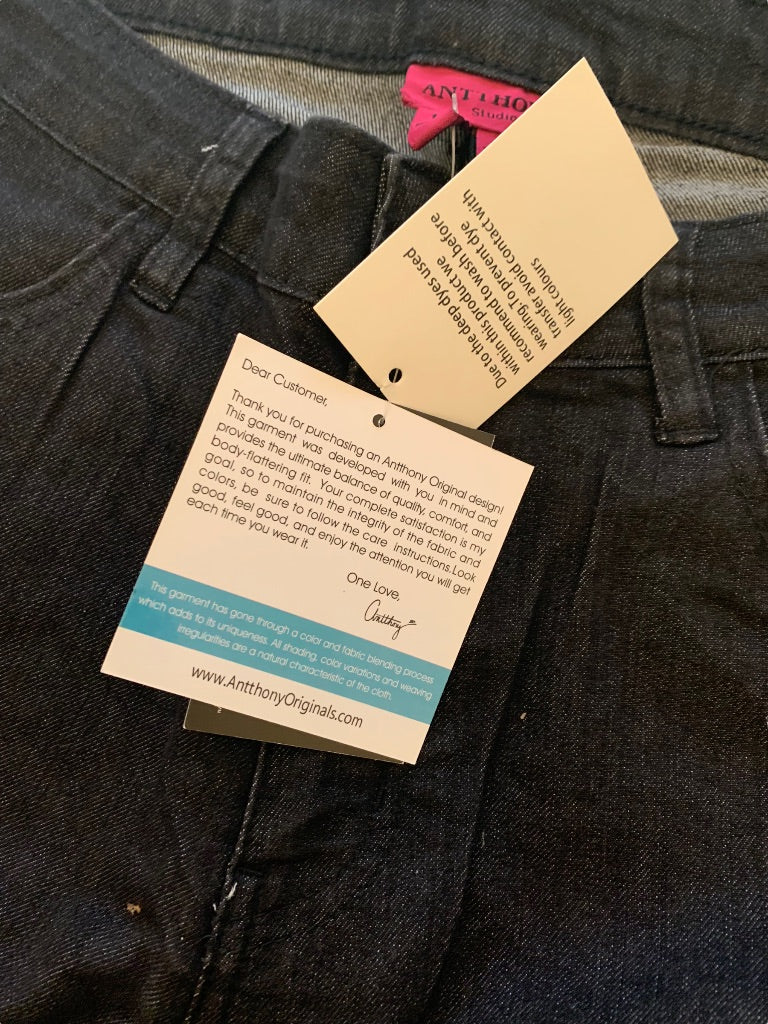 ANTTHO
Studio
Due to the deep dyes used
within this product we
recommend to wash before
wearing.To prevent dye
transfer avoid contact with
light colours
Dear Customer,
Thank you for purchasing an Antthony Original design!
This garment was developed with you in mind and
provides the ultimate balance of quality, comfort, and
body-flattering fit. Your complete satisfaction is my
goal, so to maintain the integrity of the fabric and
colors, be sure to follow the care instructions.Look
good, feel good, and enjoy the attention you will get
each time you wear it.
One Love,
Antthony
This garment has gone through a color and fabric blending process
which adds to its uniqueness. All shading, color variations and weaving
irregularities are a natural characteristic of the cloth.
www.AntthonyOriginals.com